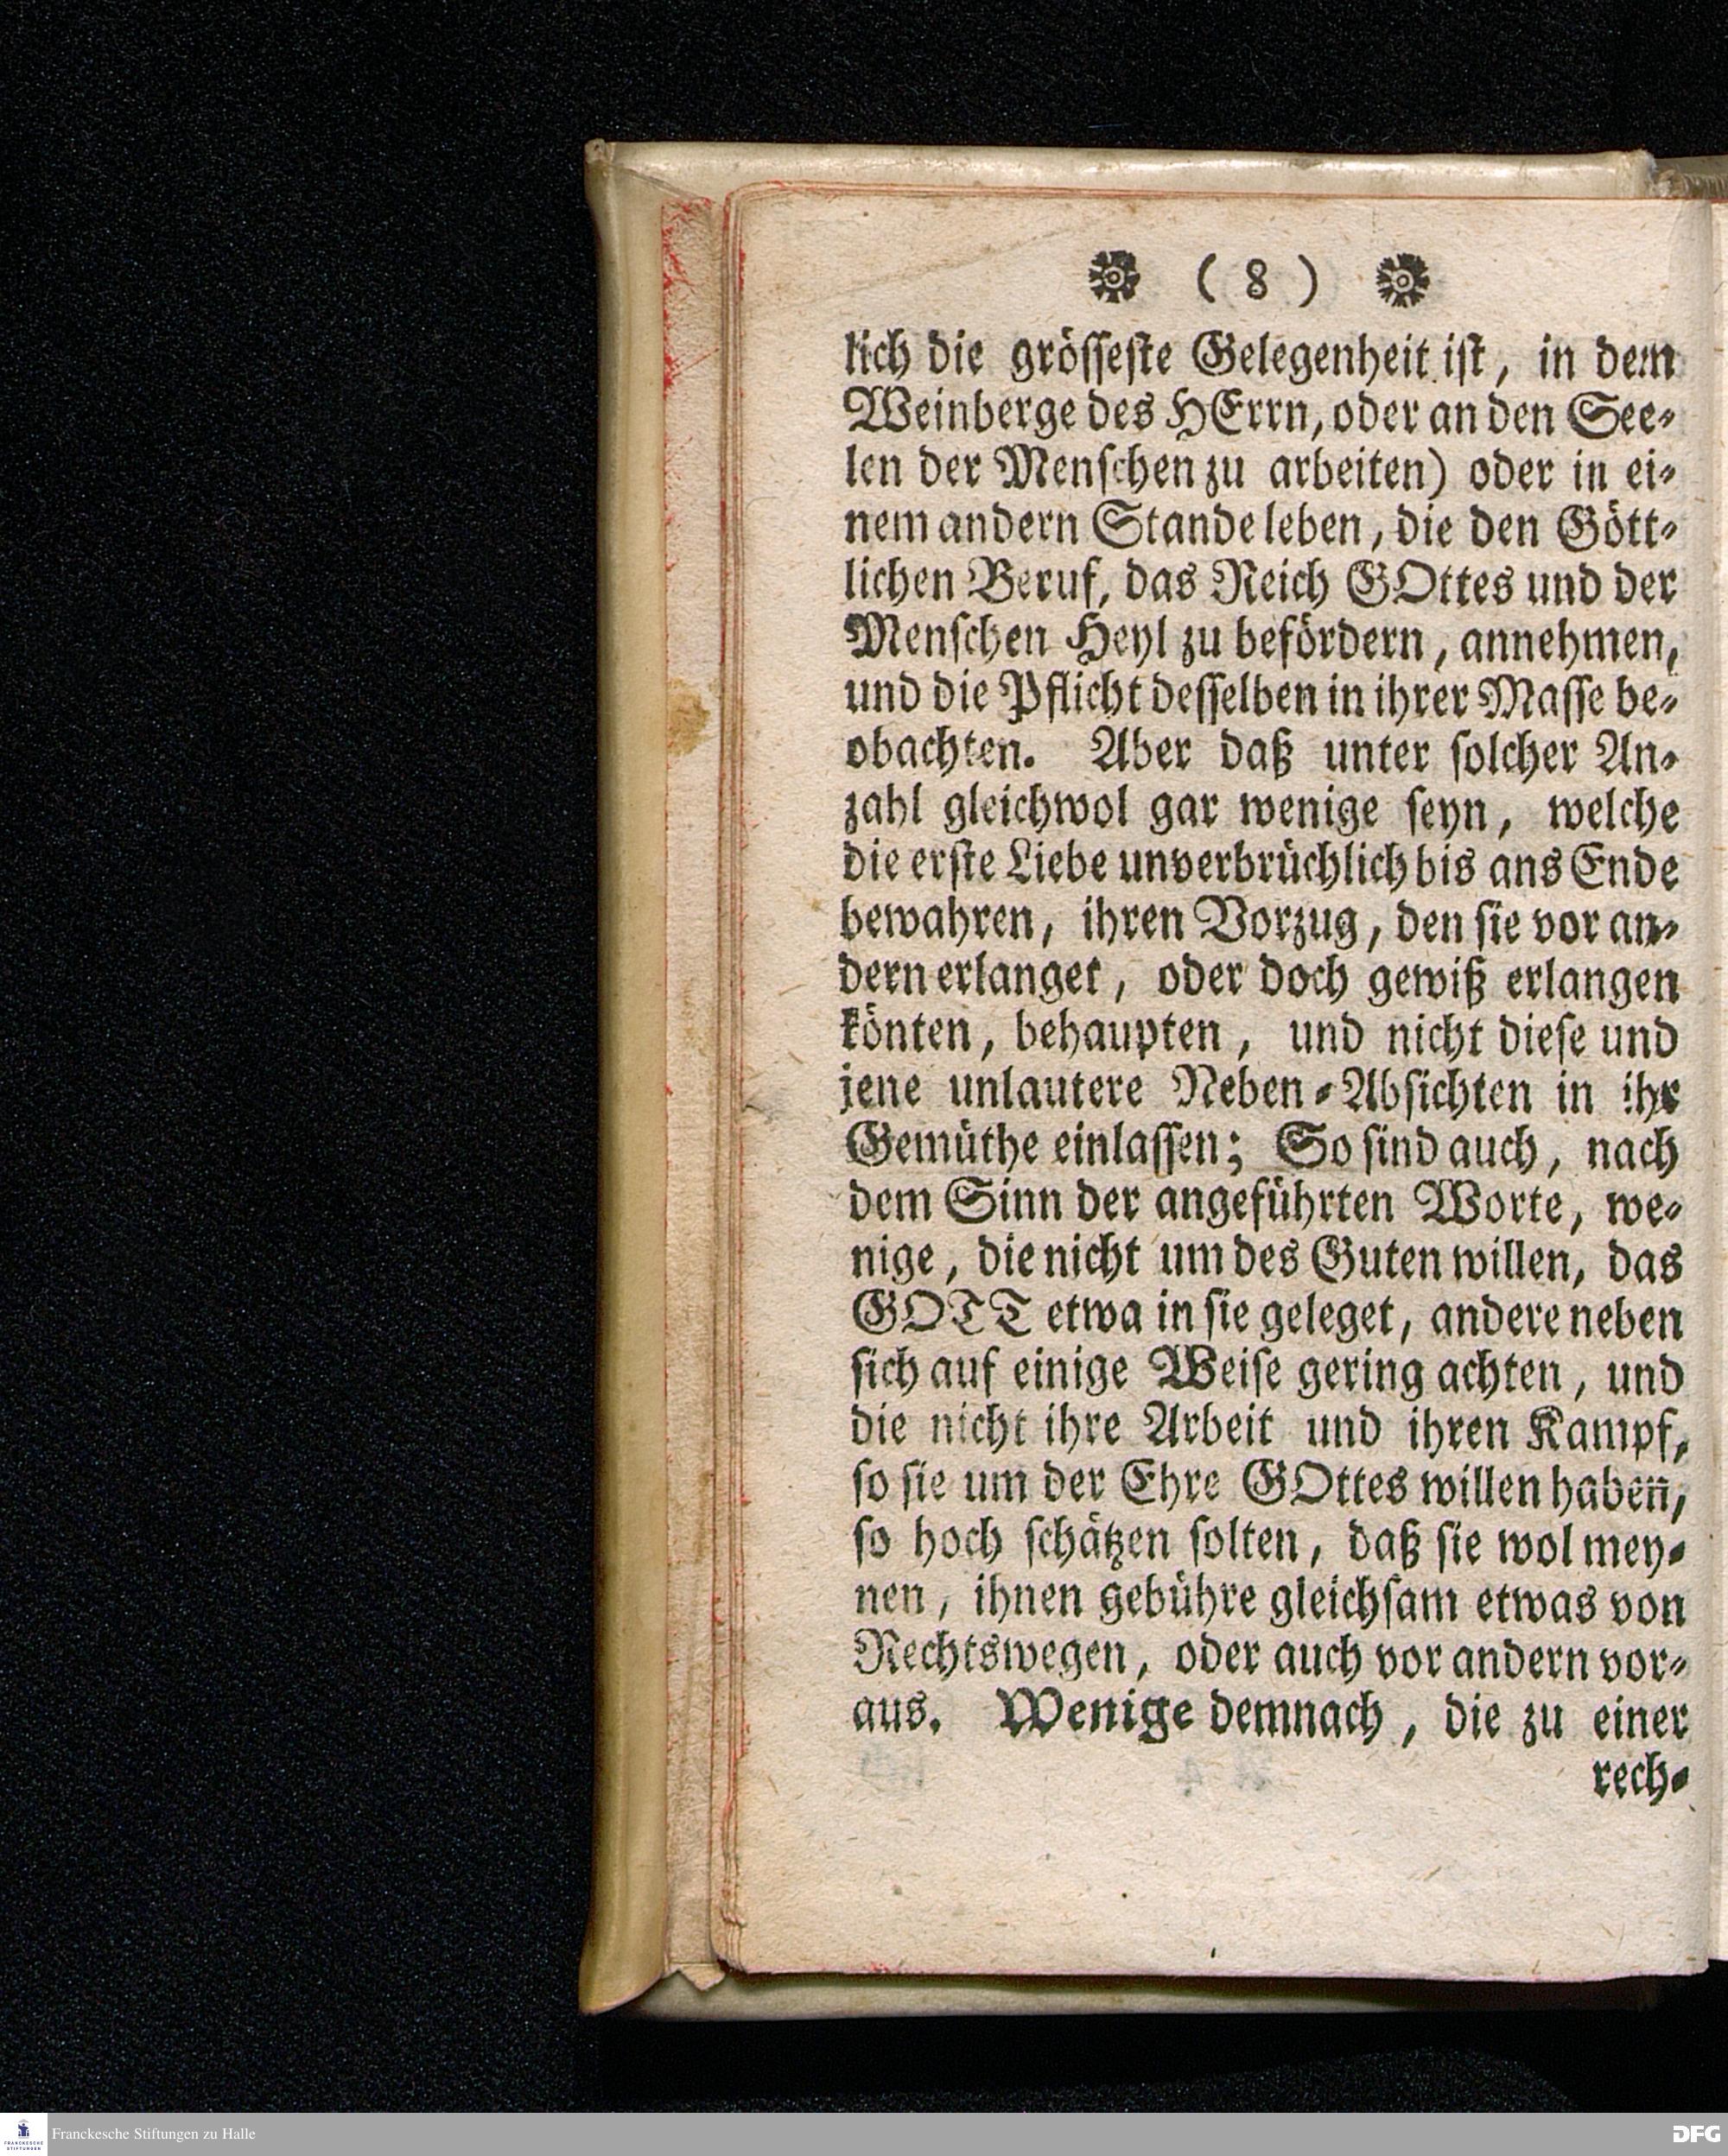 ( 8 )
lich die gröſſeſte Gelegenheit iſt, in dem
Weinberge des HErrn, oder an den See-
len der Menſchen zu arbeiten) oder in ei-
nem andern Stande leben, die den Gött-
lichen Beruf, das Reich GOttes und der
Menſchen Heyl zu befördern, annehmen,
und die Pflicht deſſelben in ihrer Maſſe be-
obachten. Aber daß unter ſolcher An-
zahl gleichwol gar wenige ſeyn, welche
die erſte Liebe unverbrüchlich bis ans Ende
bewahren, ihren Vorzug, den ſie vor an-
dern erlanget, oder doch gewiß erlangen
könten, behaupten, und nicht dieſe und
jene unlautere Neben-Abſichten in ihr
Gemüthe einlaſſen; So ſind auch, nach
dem Sinn der angeführten Worte, we-
nige, die nicht um des Guten willen, das
GOTT etwa in ſie geleget, andere neben
ſich auf einige Weiſe gering achten, und
die nicht ihre Arbeit und ihren Kampf,
ſo ſie um der Ehre GOttes willen haben,
ſo hoch ſchätzen ſolten, daß ſie wol mey-
nen, ihnen gebühre gleichſam etwas von
Rechtswegen, oder auch vor andern vor-
aus. Wenige demnach, die zu einer
rech-
FRANCKESCHE STIFTUNGEN
Franckesche Stiftungen zu Halle
DFG